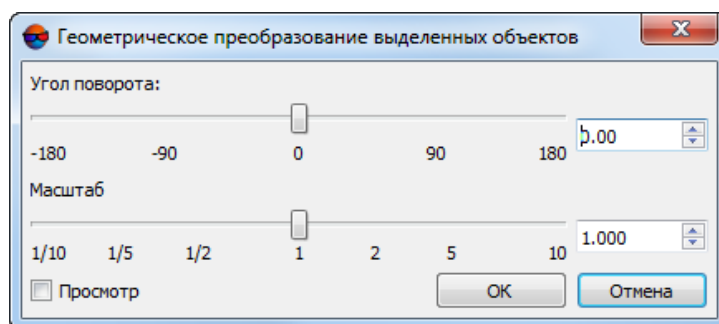 Геометрическое преобразование выделенных объектов
Угол поворота:
0.00
-180 -90 0 90 180
Масштаб
1.000
1/10 1/5 1/2 1 2 5 10
Просмотр OK Отмена